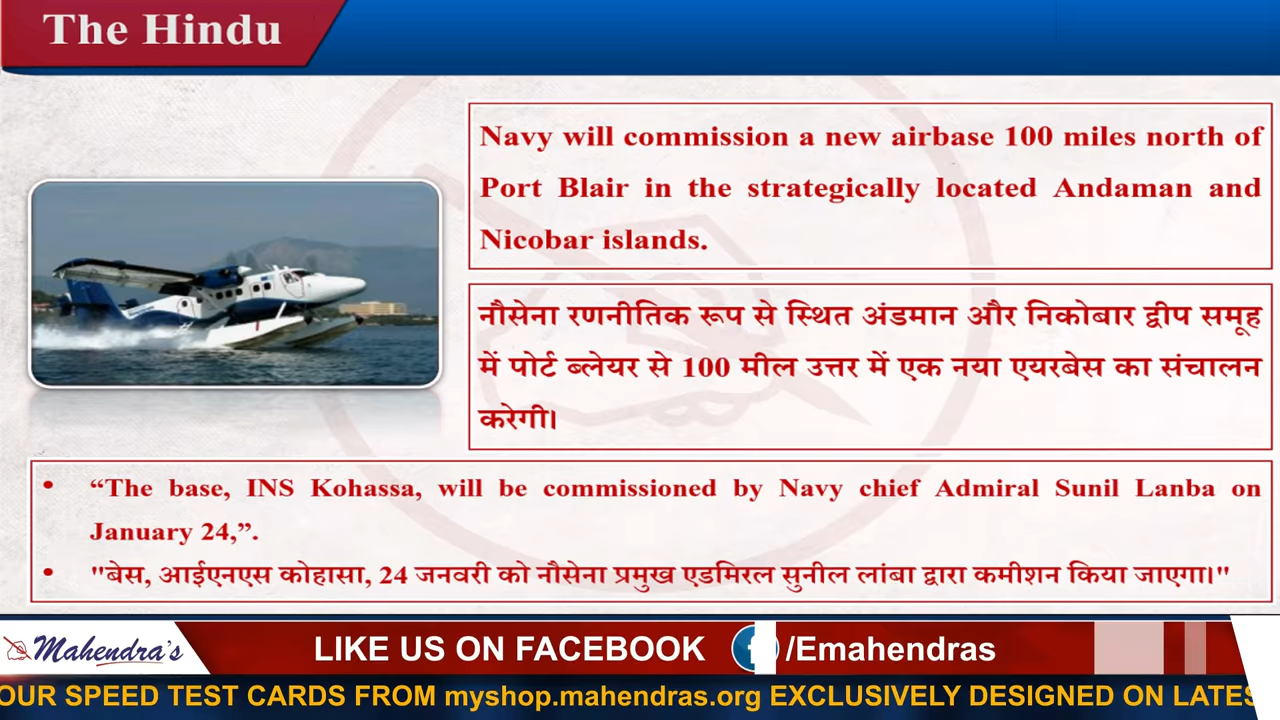 The Hindu
Navy will commission a new airbase 100 miles north of
Port Blair in the strategically located Andaman and
Nicobar islands.
नौसेना रणनीतिक रूप से स्थित अंडमान और निकोबार द्वीप समूह
में पोर्ट ब्लेयर से 100 मील उत्तर में एक नया एयरबेस का संचालन
करेगी।
• “The base, INS Kohassa, will be commissioned by Navy chief Admiral Sunil Lanba on
January 24,”.
• "बेस, आईएनएस कोहासा, 24 जनवरी को नौसेना प्रमुख एडमिरल सुनील लांबा द्वारा कमीशन किया जाएगा।"
Mahendra's
LIKE US ON FACEBOOK f /Emahendras
OUR SPEED TEST CARDS FROM myshop.mahendras.org EXCLUSIVELY DESIGNED ON LATES